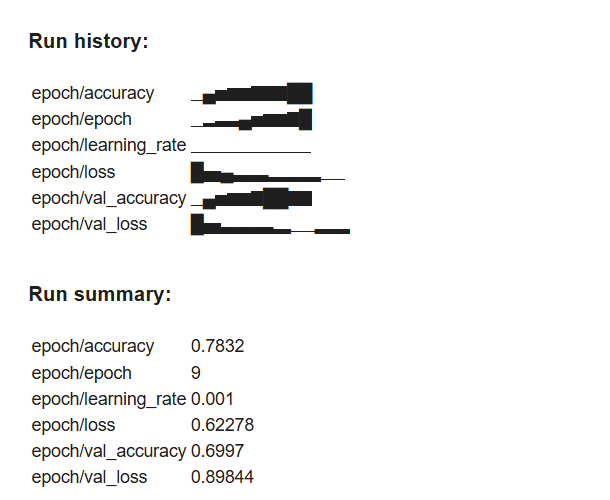 Run history:
epoch/accuracy
epoch/epoch
epoch/learning_rate
epoch/loss
epoch/val_accuracy
epoch/val_loss
Run summary:
epoch/accuracy 0.7832
epoch/epoch 9
epoch/learning_rate 0.001
epoch/loss 0.62278
epoch/val_accuracy 0.6997
epoch/val_loss 0.89844